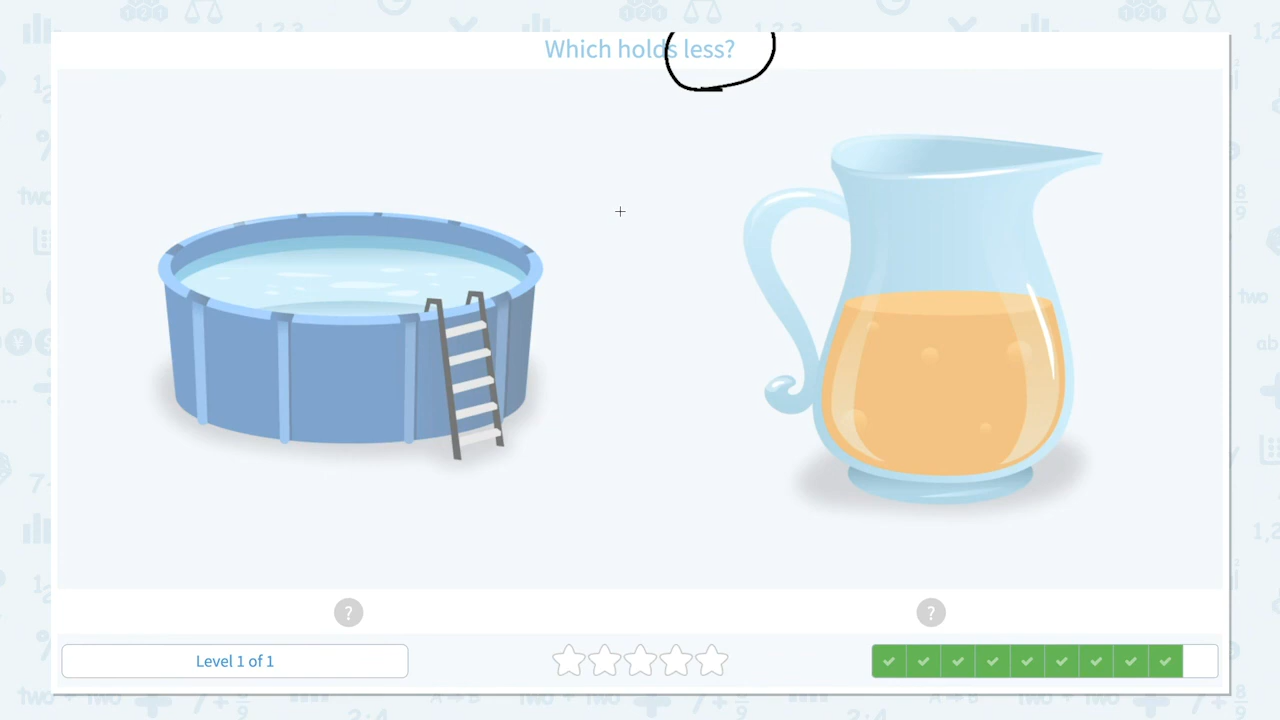 Which holds less?
?
?
Level 1 of 1